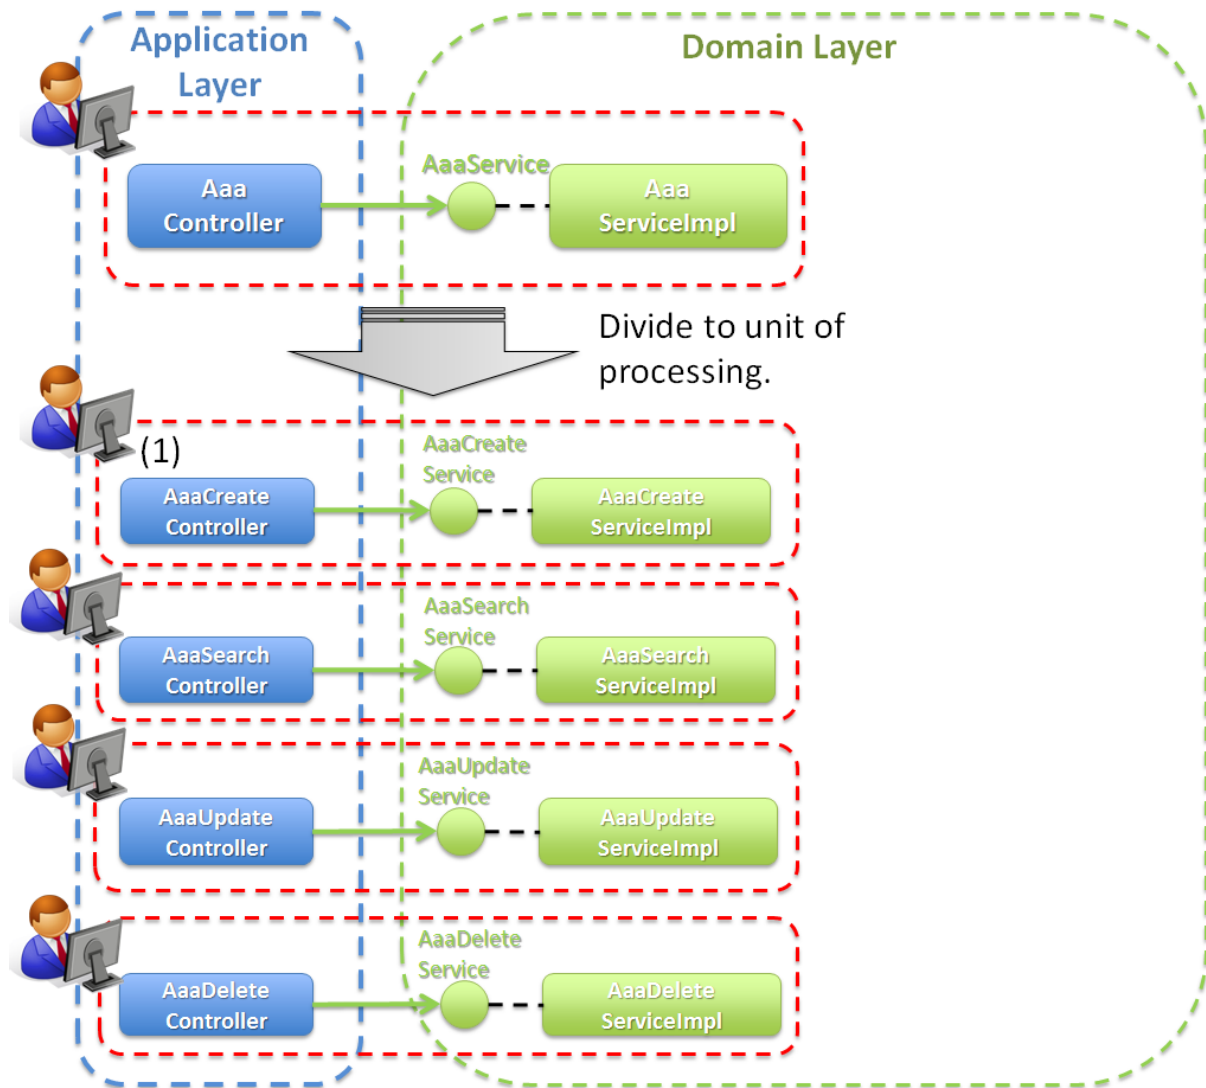 Application
Layer
Domain Layer
AaaService
Aaa
Controller
Aaa
ServiceImpl
Divide to unit of
processing.
(1)
AaaCreate
Service
AaaCreate
Controller
AaaCreate
ServiceImpl
AaaSearch
Service
AaaSearch
Controller
AaaSearch
ServiceImpl
AaaUpdate
Service
AaaUpdate
Controller
AaaUpdate
ServiceImpl
AaaDelete
Service
AaaDelete
Controller
AaaDelete
ServiceImpl